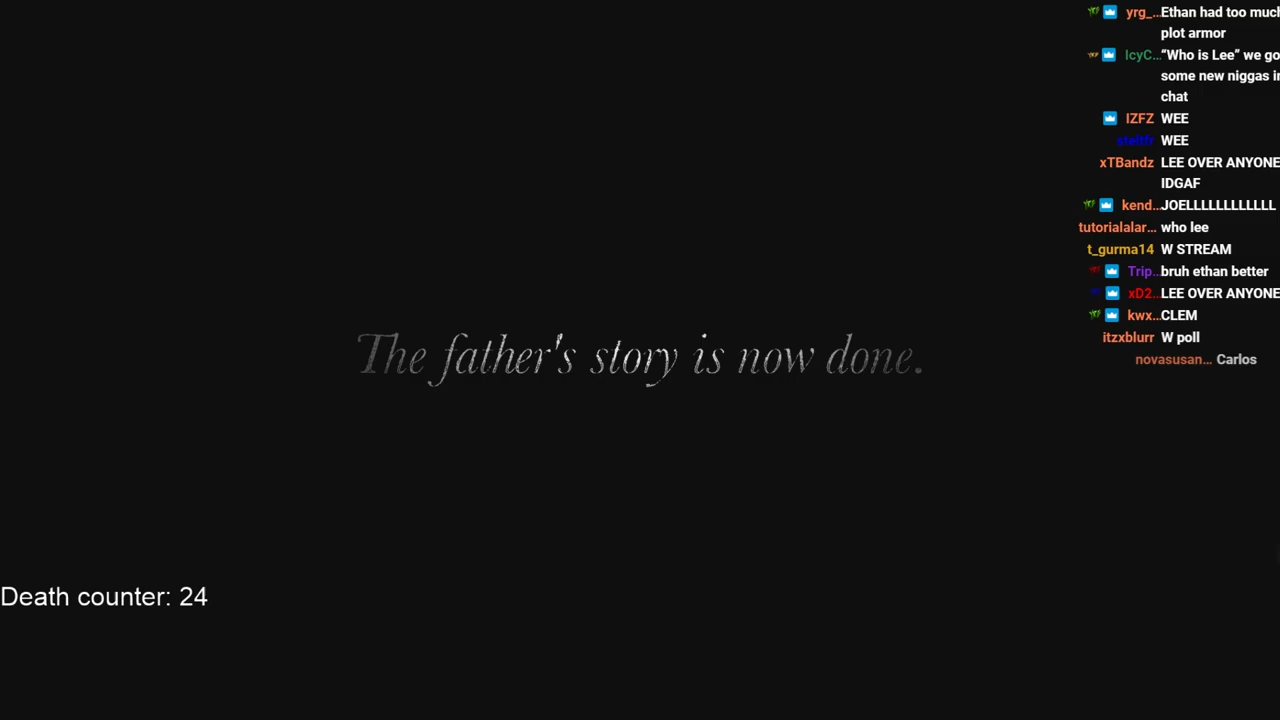 yrg_… Ethan had too much
plot armor
IcyC… “Who is Lee” we go
some new niggas in
chat
IZFZ WEE
WEE
xTBandz LEE OVER ANYONE
IDGAF
kend… JOELLLLLLLLLLLL
tutorialalar… who lee
t_gurma14 W STREAM
Trip… bruh ethan better
xD2… LEE OVER ANYONE
kwx… CLEM
itzxblurr W poll
novasusan… Carlos
The father's story is now done.
Death counter: 24